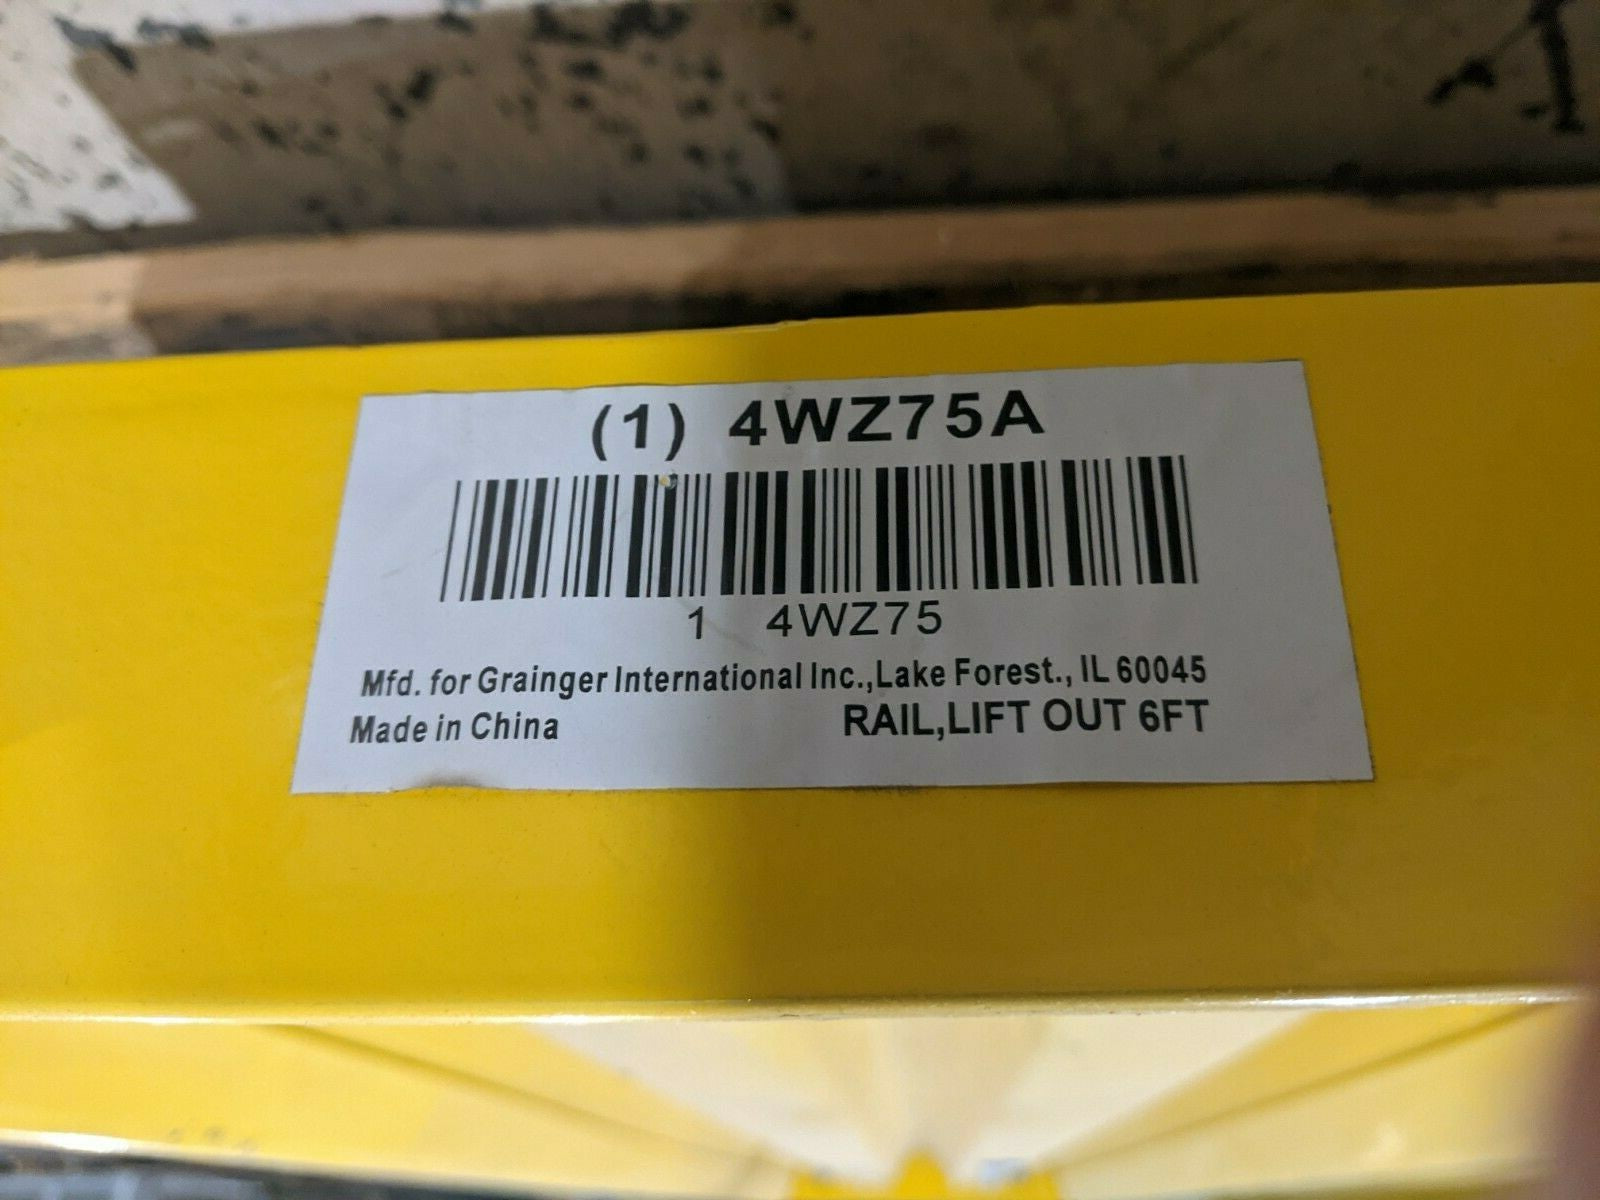 (1) 4WZ75A
1 4WZ75
Mfd. for Grainger International Inc.,Lake Forest., IL 60045
Made in China RAIL,LIFT OUT 6FT